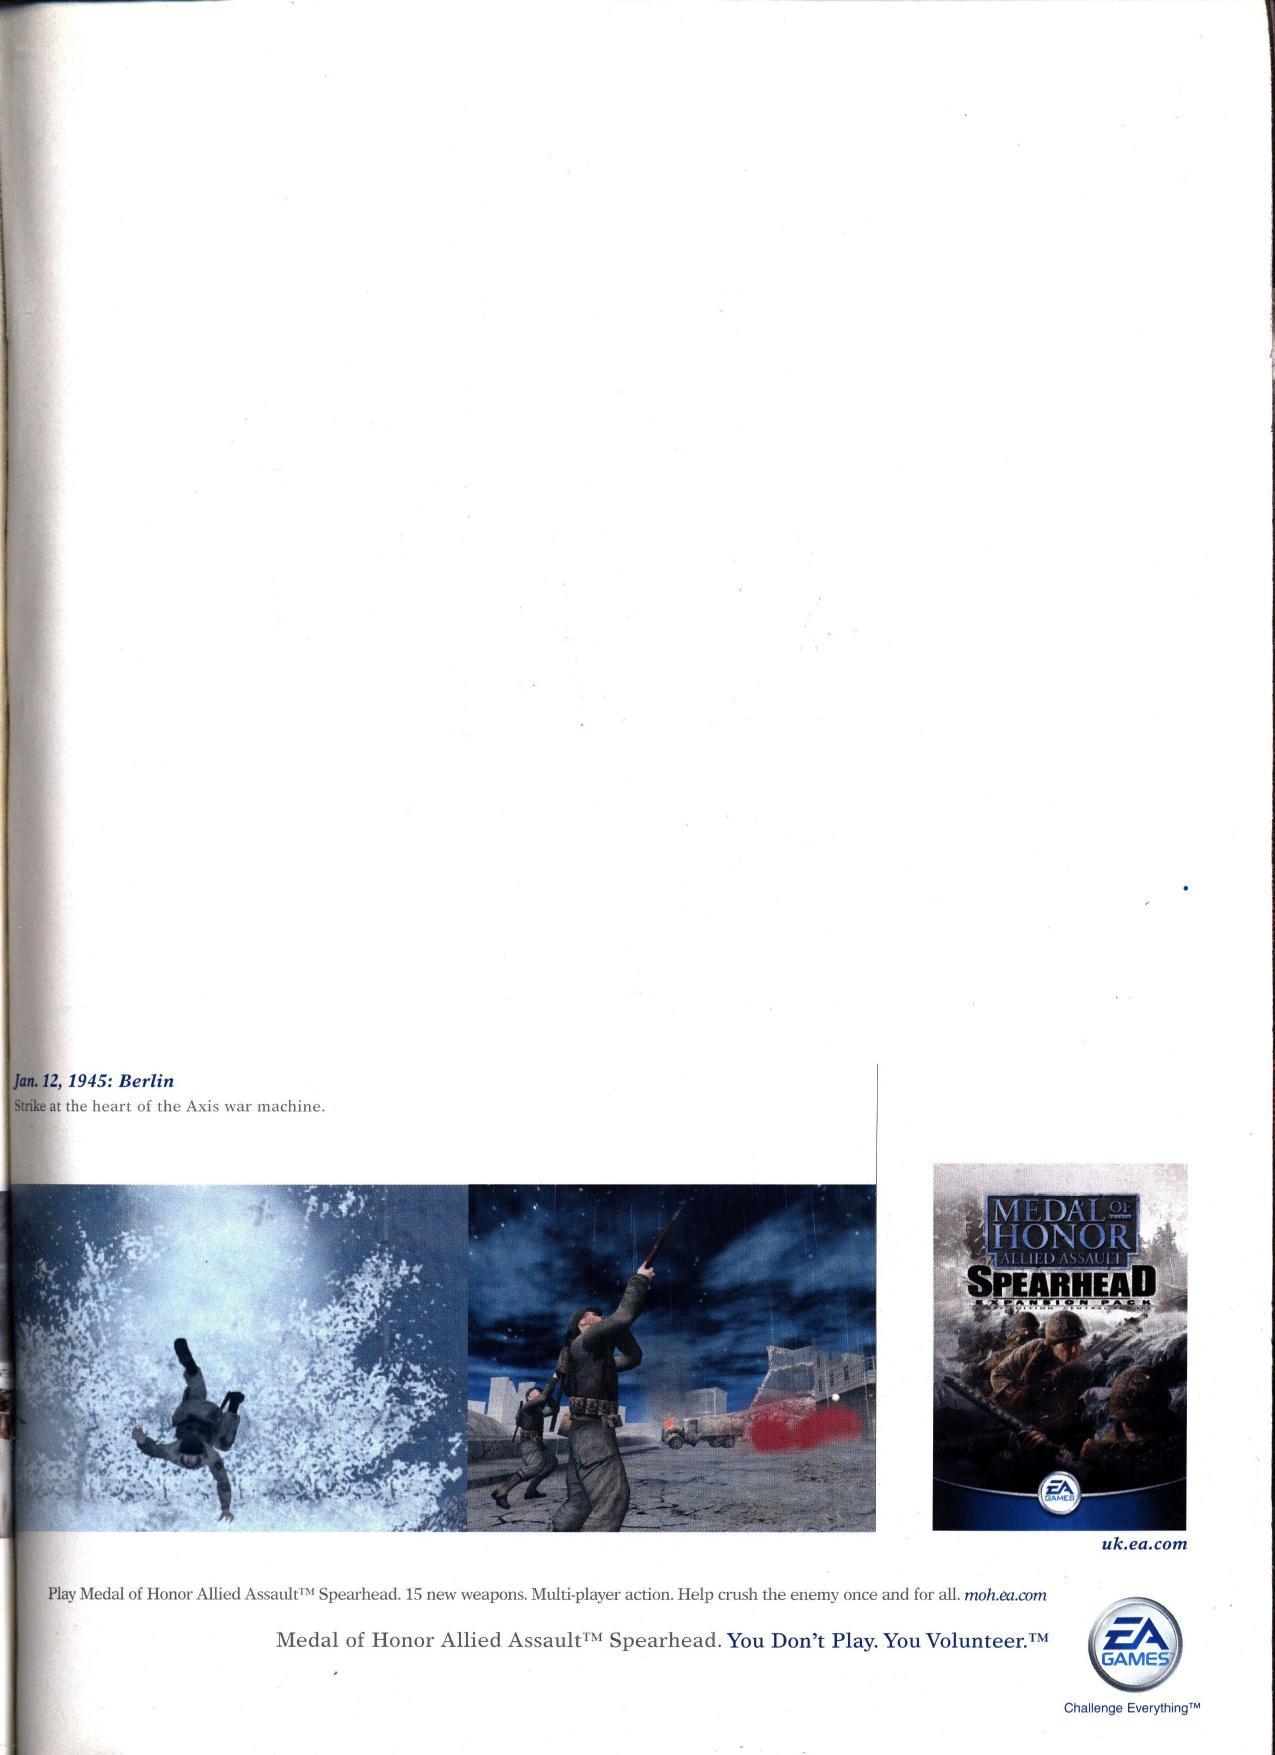 Jan. 12, 1945: Berlin
Strike at the heart of the Axis war machine.
MEDAL OF
HONOR
ALLIED ASSAULT
SPEARHEAD
EXPANSION PACK
EA
GAMES
uk.ea.com
Play Medal of Honor Allied Assault™ Spearhead. 15 new weapons. Multi-player action. Help crush the enemy once and for all. moh.ea.com
Medal of Honor Allied Assault™ Spearhead. You Don't Play. You Volunteer.™
EA
GAMES
Challenge Everything™